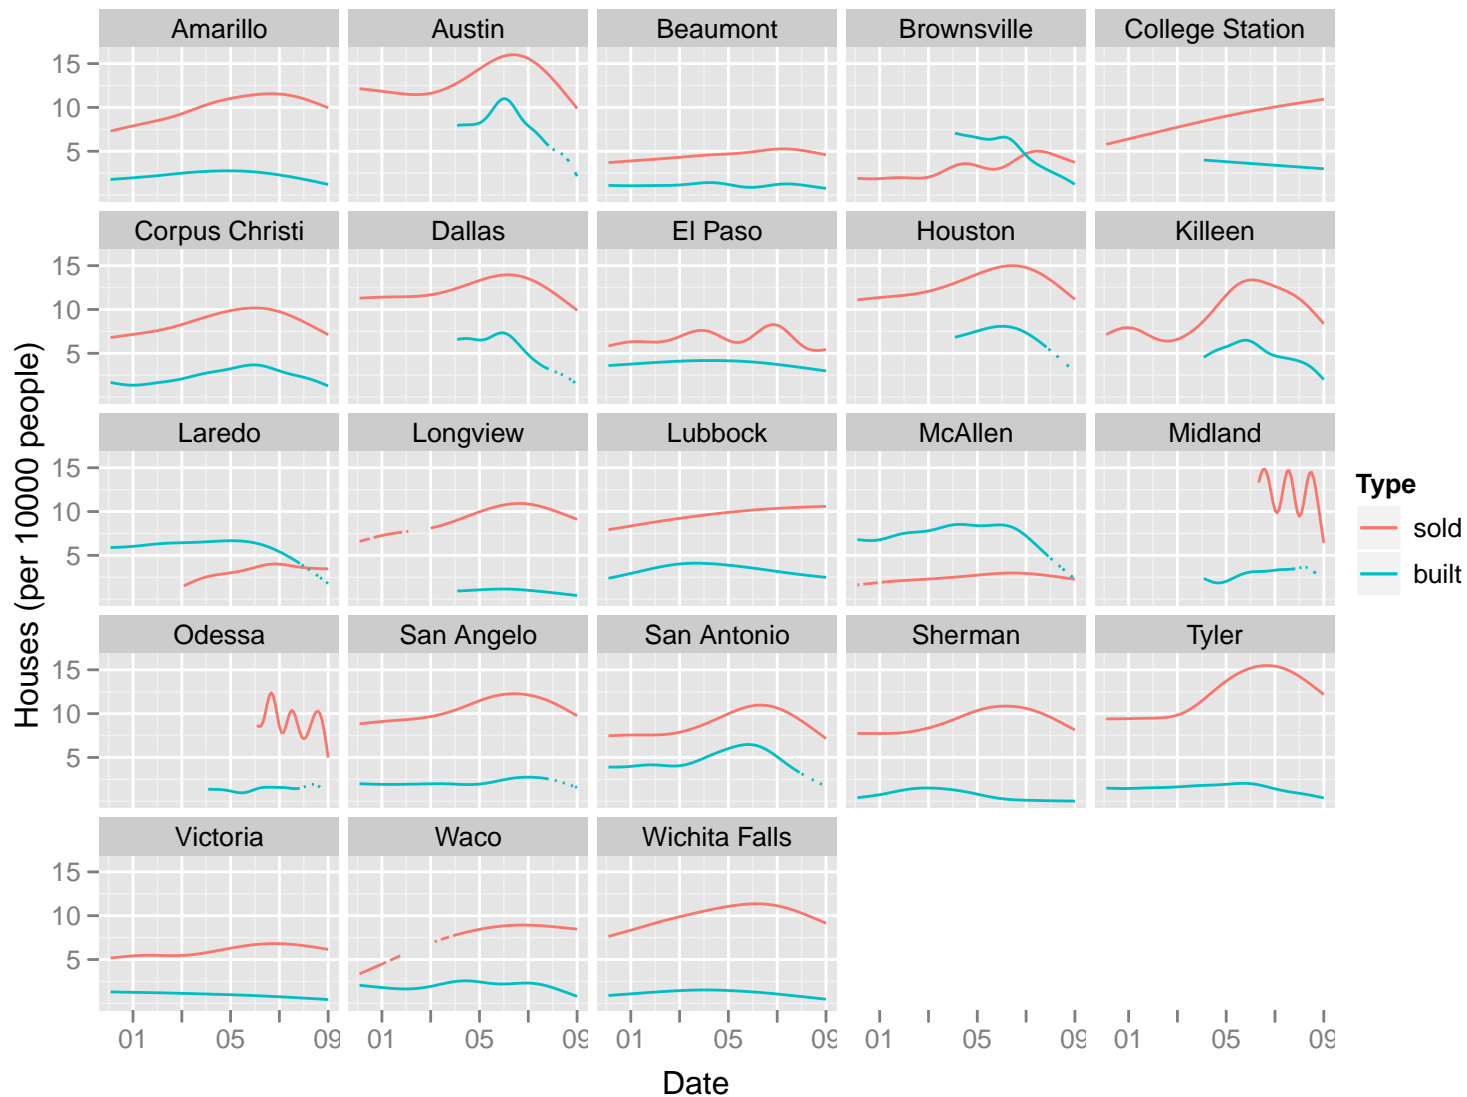 Amarillo Austin Beaumont Brownsville College Station
15
10
5
Corpus Christi Dallas El Paso Houston Killeen
15
10
5
Laredo Longview Lubbock McAllen Midland
15
10
5
Odessa San Angelo San Antonio Sherman Tyler
15
10
5
Victoria Waco Wichita Falls
15
10
5
01 05 09 01 05 09 01 05 09 01 05 09 01 05 09
Date
Houses (per 10000 people)
Type
sold
built